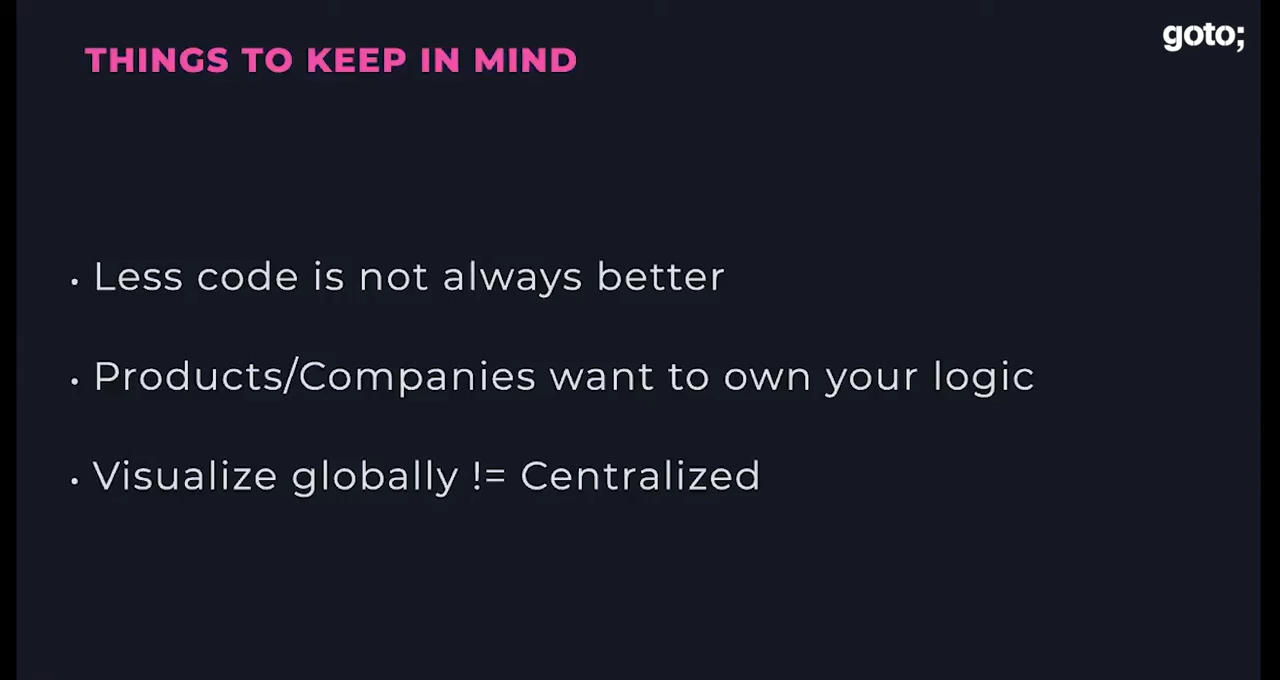 THINGS TO KEEP IN MIND
goto;
• Less code is not always better
• Products/Companies want to own your logic
• Visualize globally != Centralized